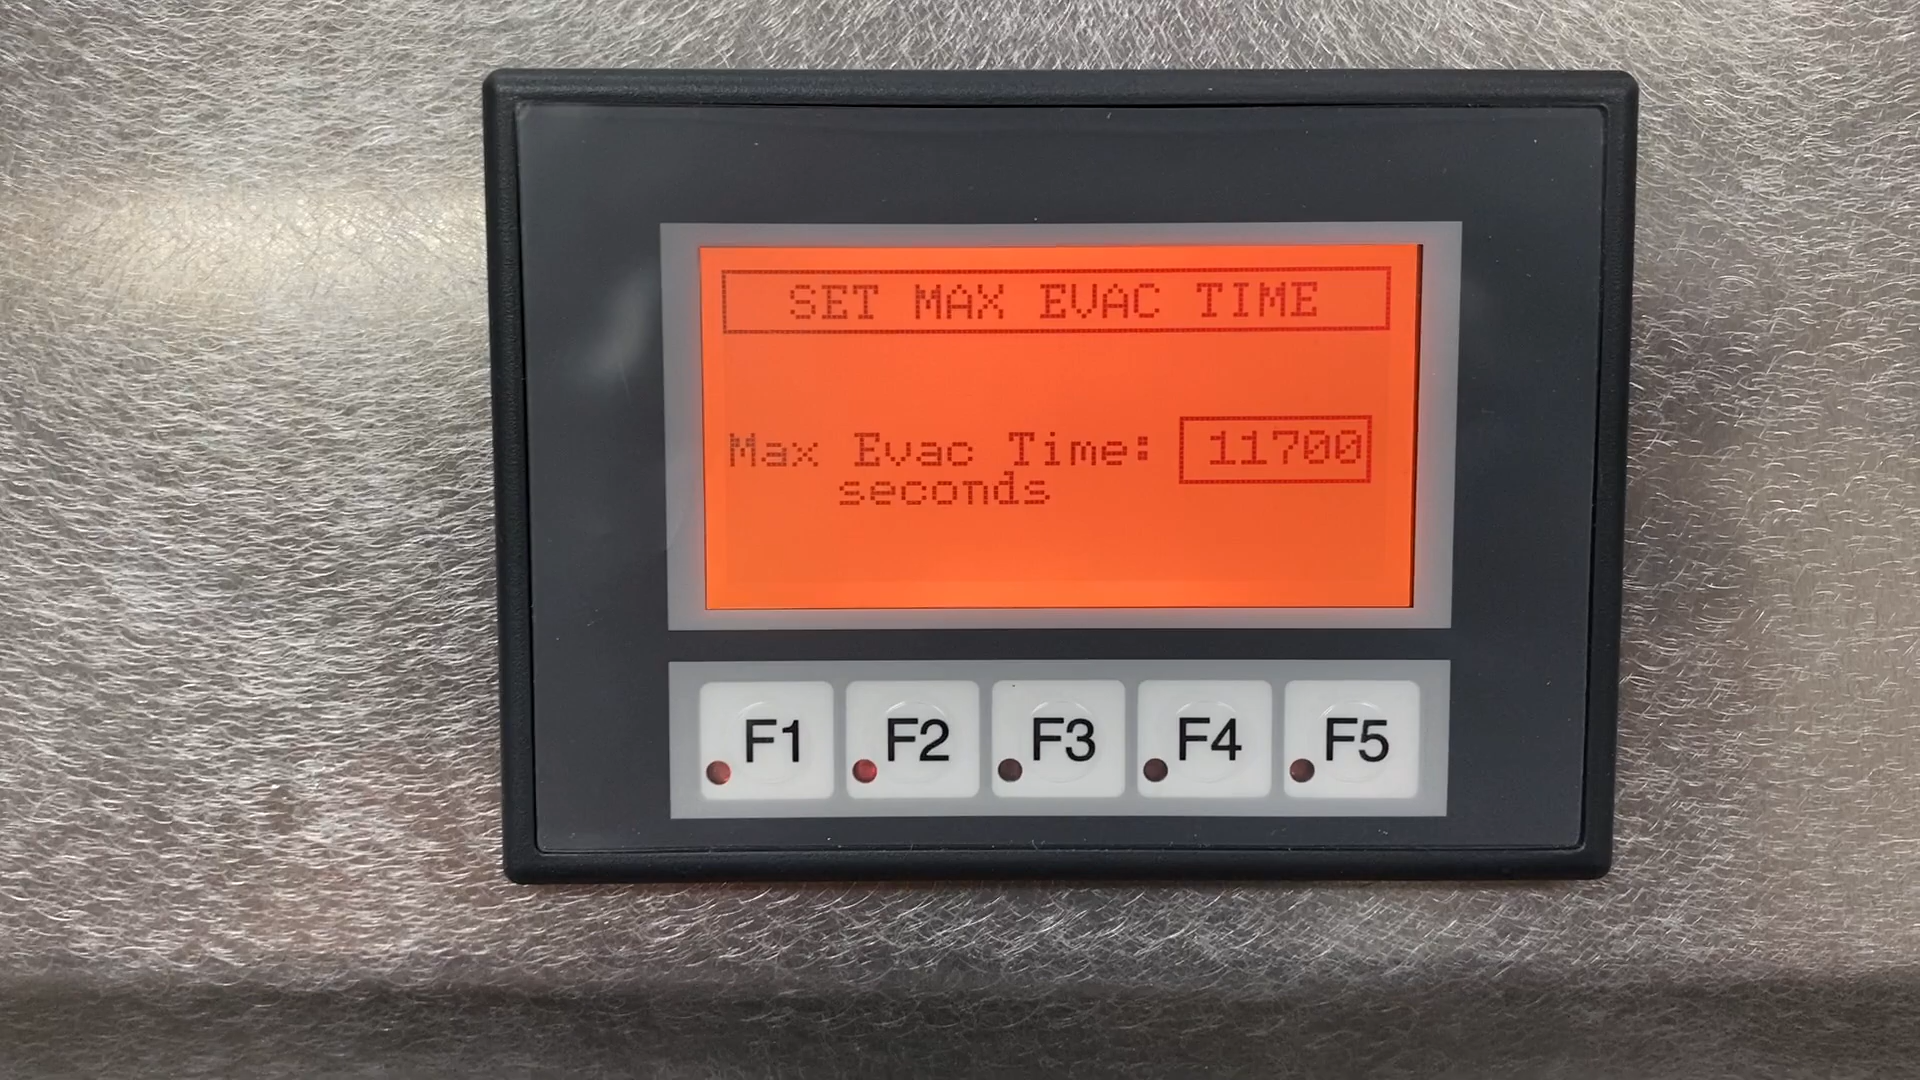 SET MAX EVAC TIME
Max Evac Time: 11700
seconds
F1 F2 F3 F4 F5